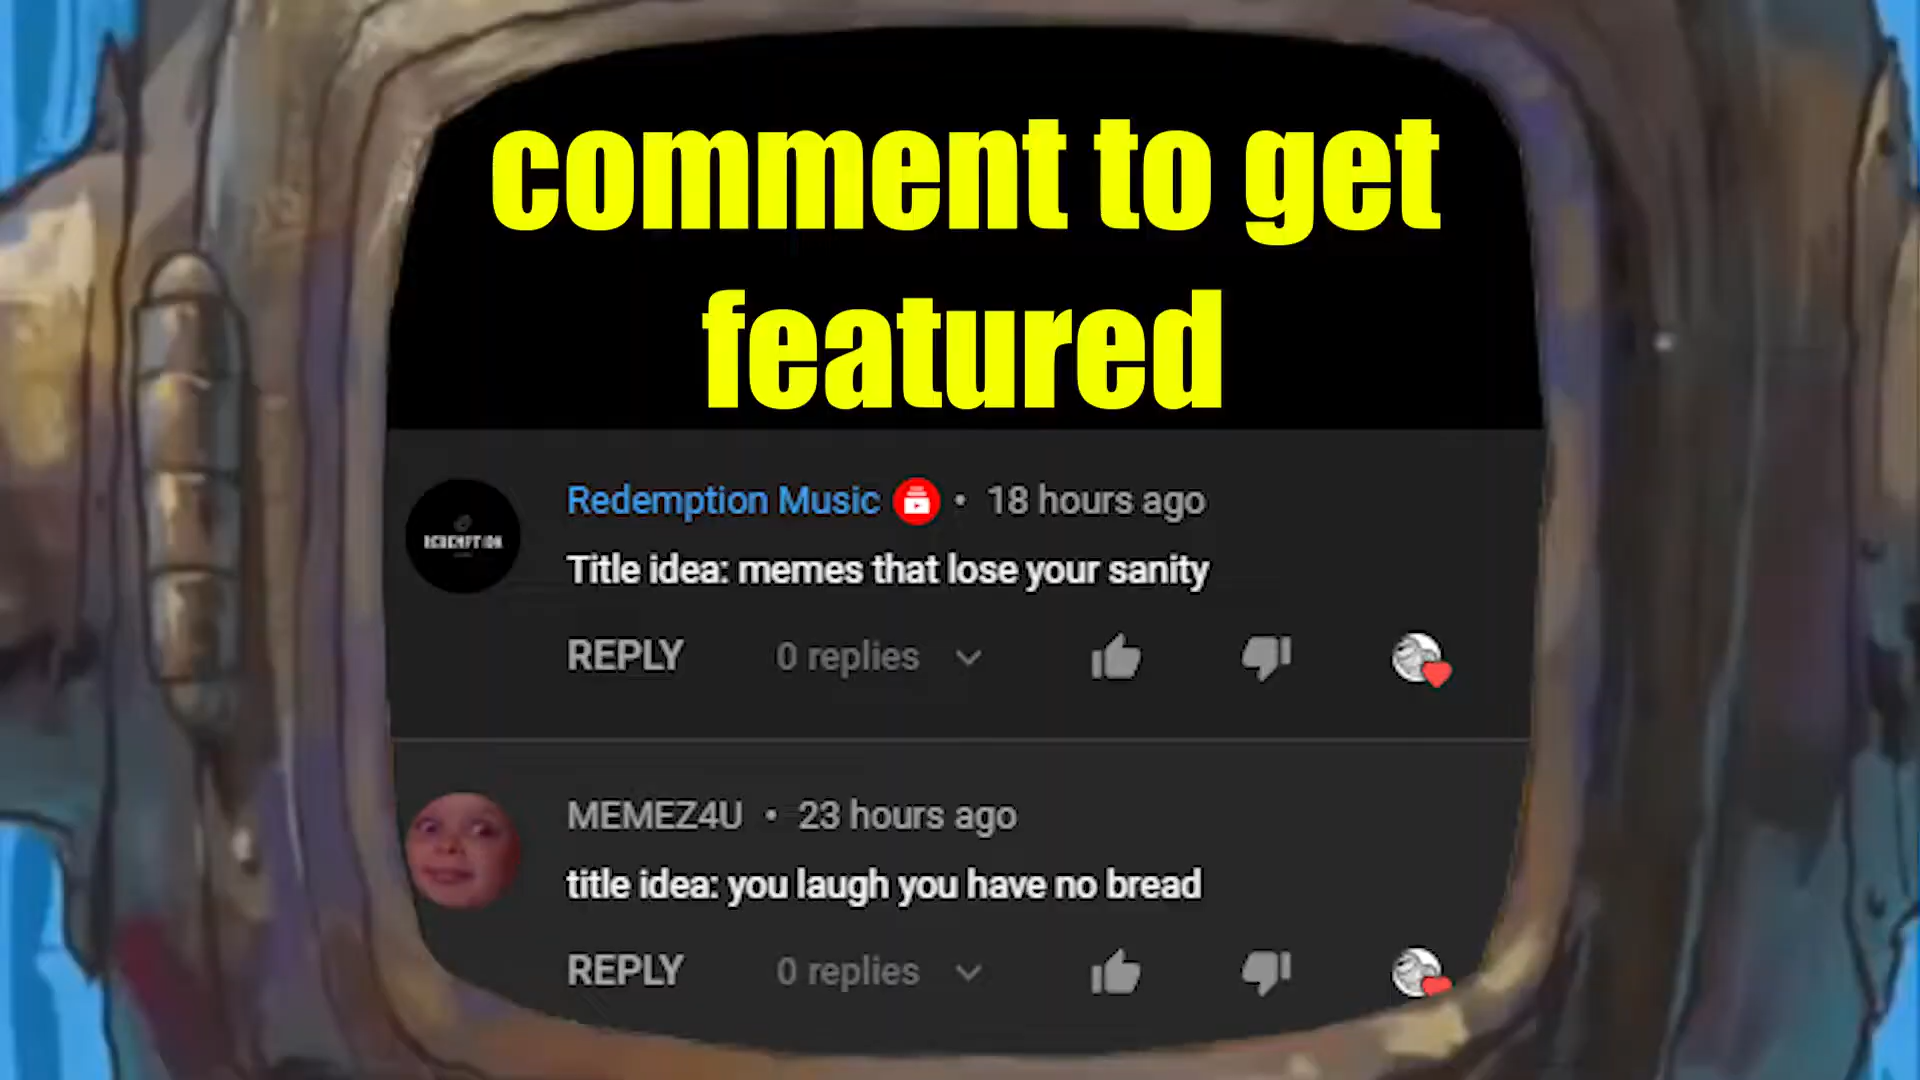 comment to get
featured
REDEMPTION
Redemption Music • 18 hours ago
Title idea: memes that lose your sanity
REPLY 0 replies
MEMEZ4U • 23 hours ago
title idea: you laugh you have no bread
REPLY 0 replies